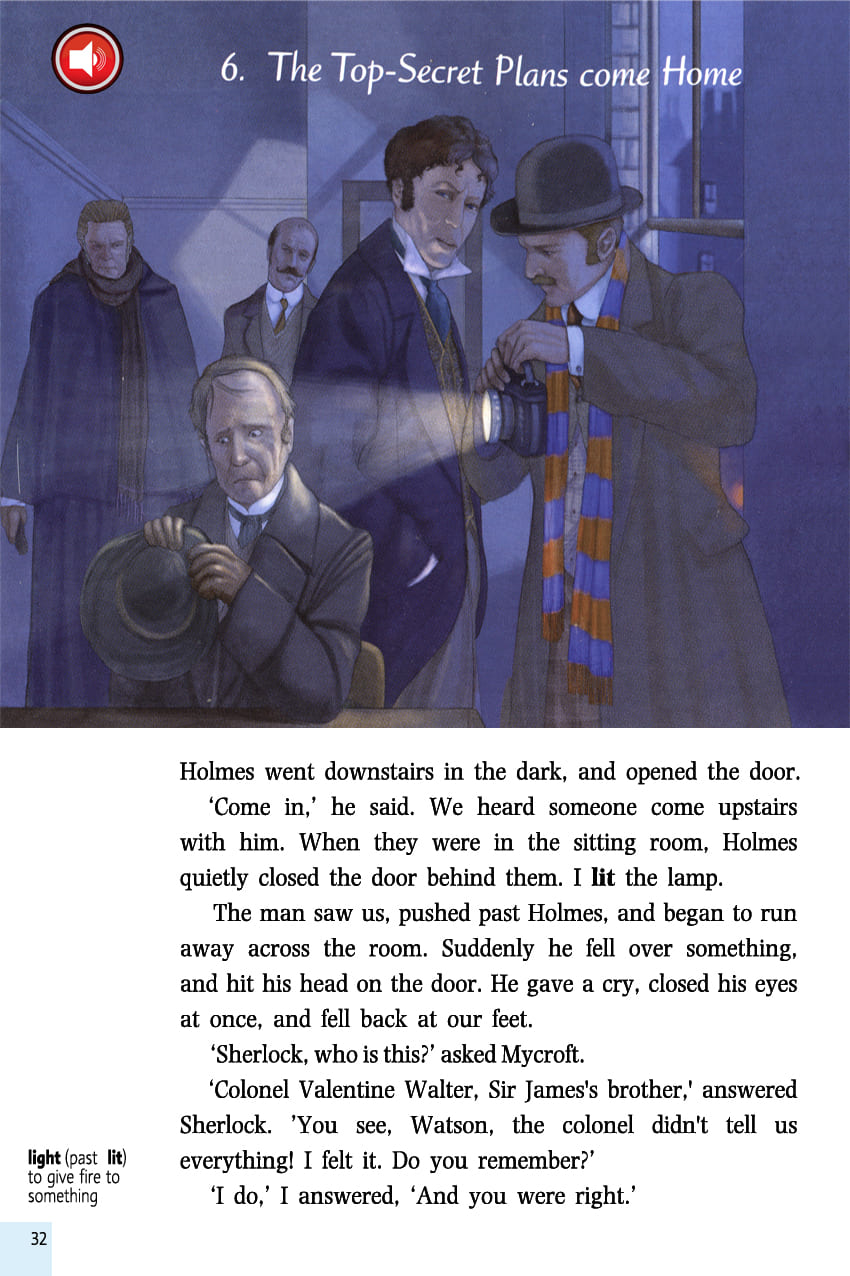 6. The Top-Secret Plans come Home
Holmes went downstairs in the dark, and opened the door.
‘Come in,’ he said. We heard someone come upstairs
with him. When they were in the sitting room, Holmes
quietly closed the door behind them. I lit the lamp.
The man saw us, pushed past Holmes, and began to run
away across the room. Suddenly he fell over something,
and hit his head on the door. He gave a cry, closed his eyes
at once, and fell back at our feet.
‘Sherlock, who is this?’ asked Mycroft.
‘Colonel Valentine Walter, Sir James's brother,' answered
Sherlock. ’You see, Watson, the colonel didn't tell us
everything! I felt it. Do you remember?’
‘I do,’ I answered, ‘And you were right.’
light (past lit)
to give fire to
something
32